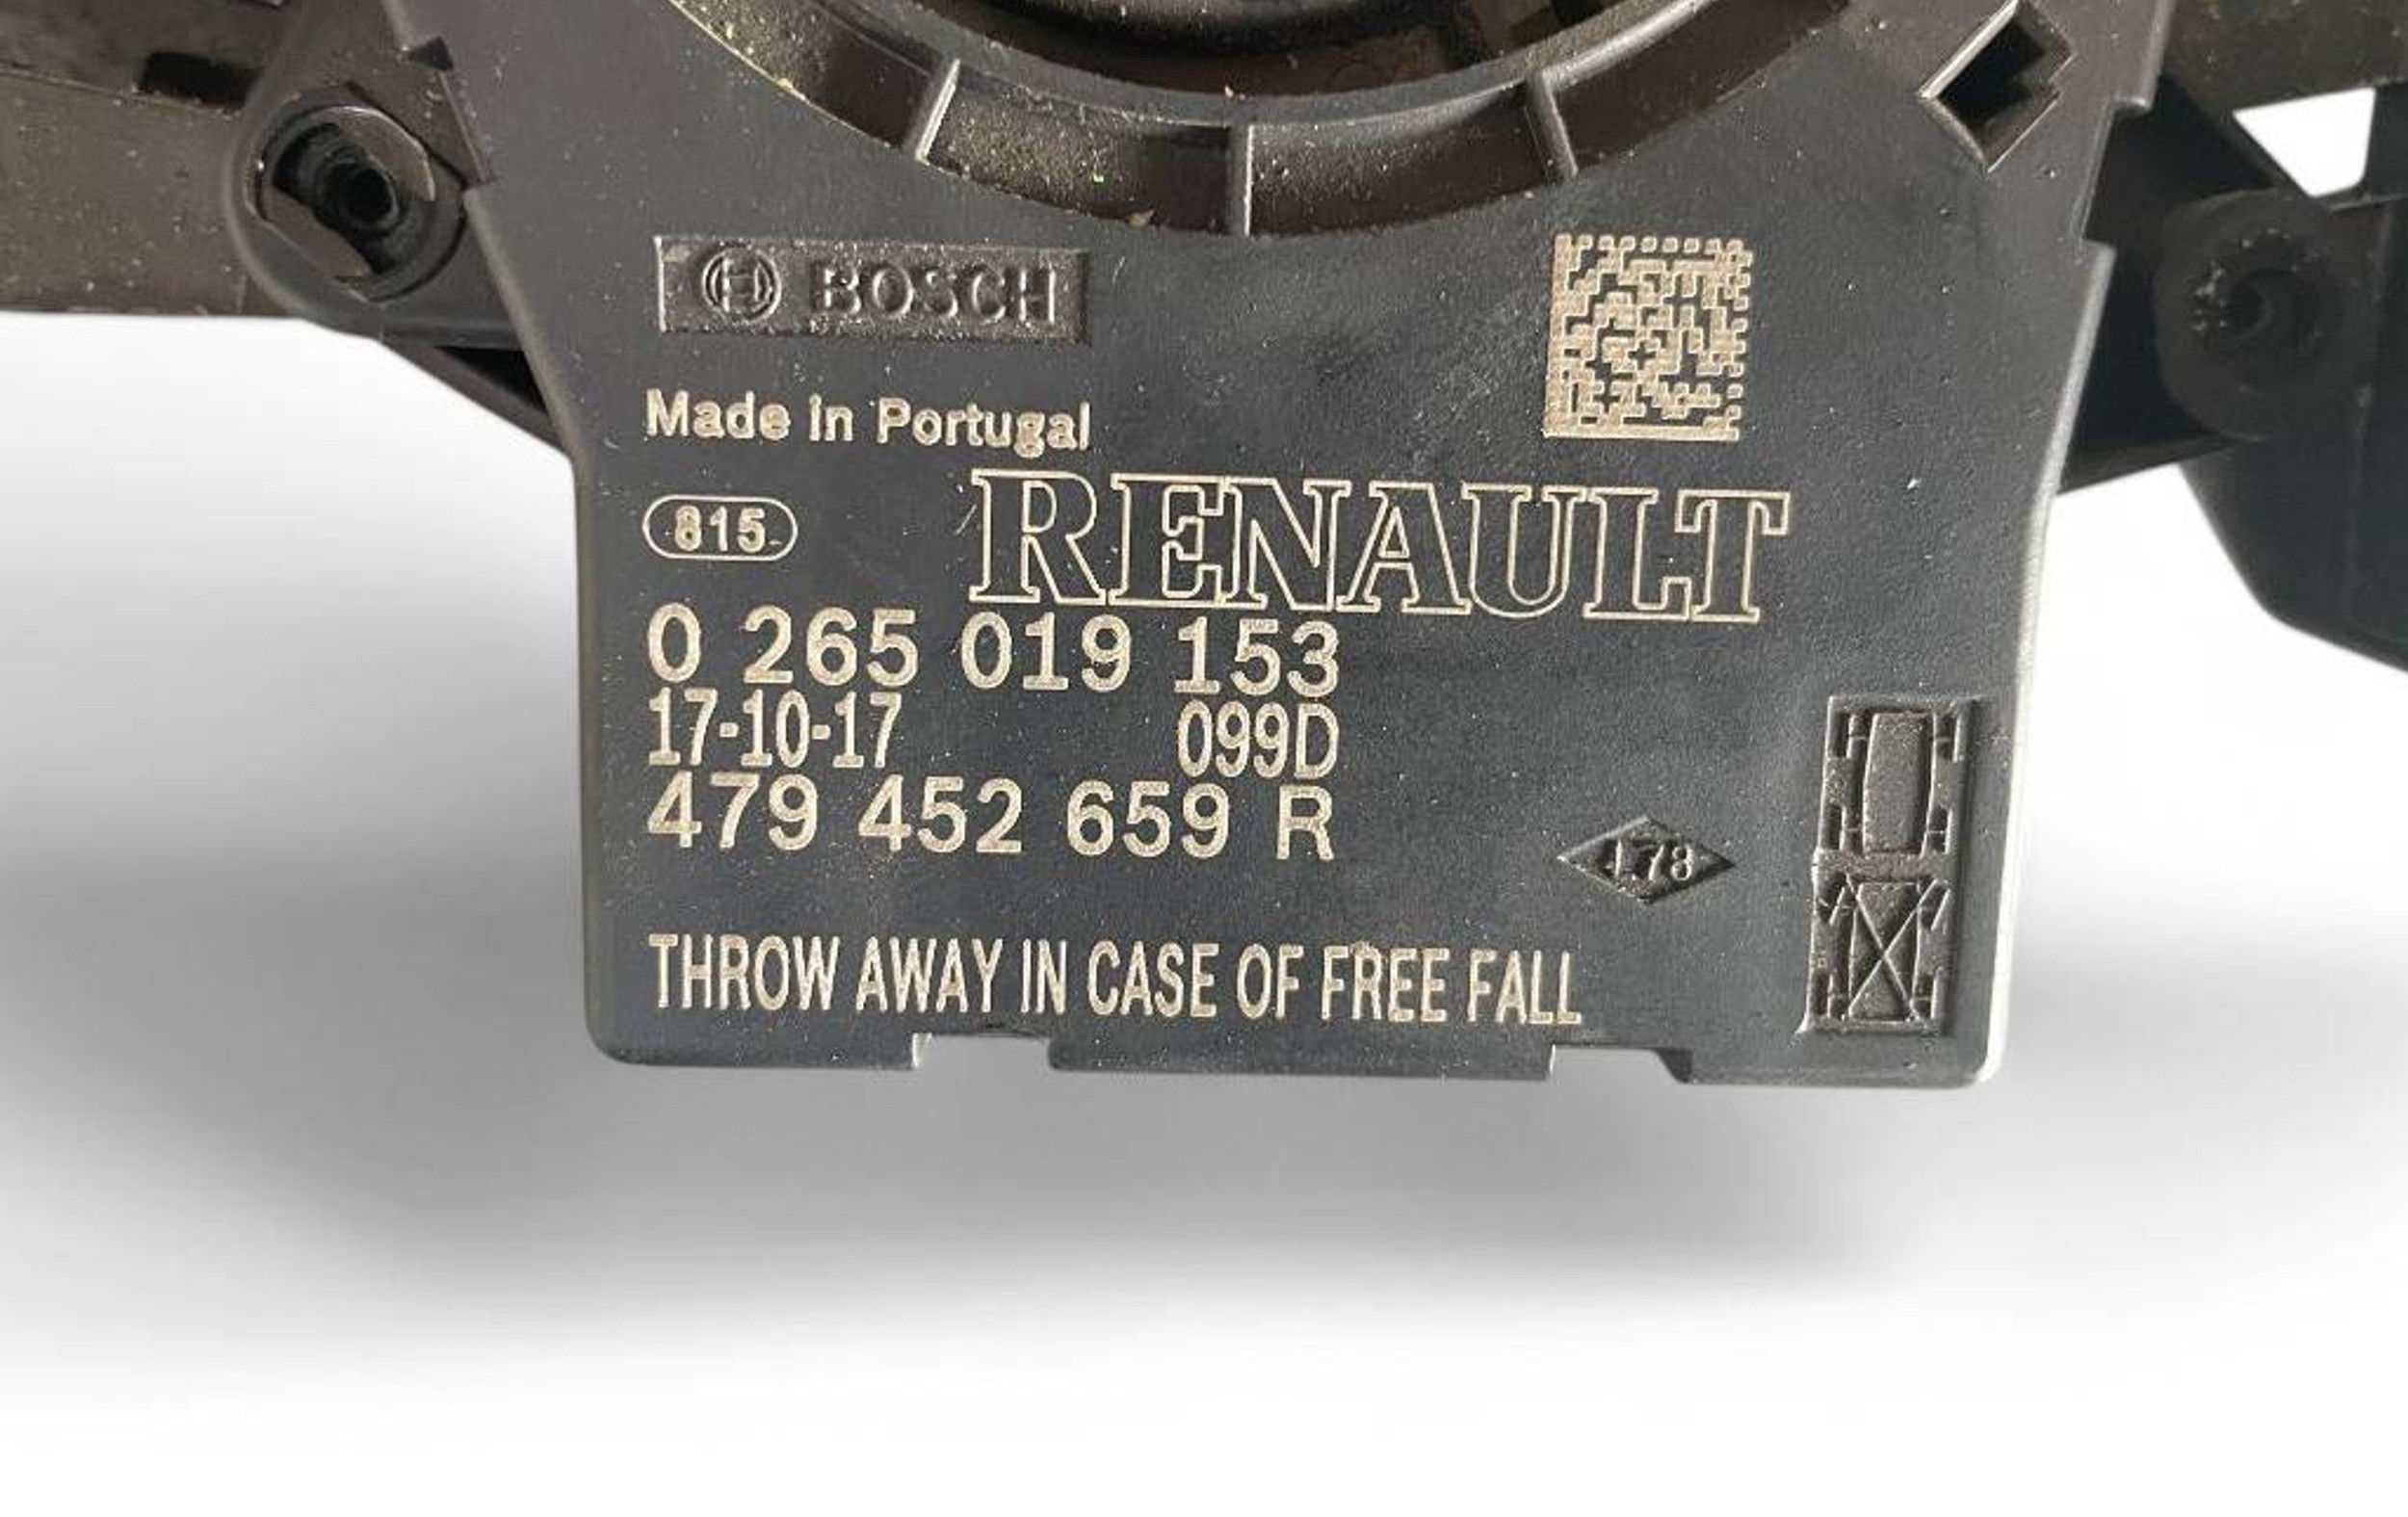 BOSCH
Made in Portugal
815
RENAULT
0 265 019 153
17-10-17 099D
479 452 659 R
178
THROW AWAY IN CASE OF FREE FALL